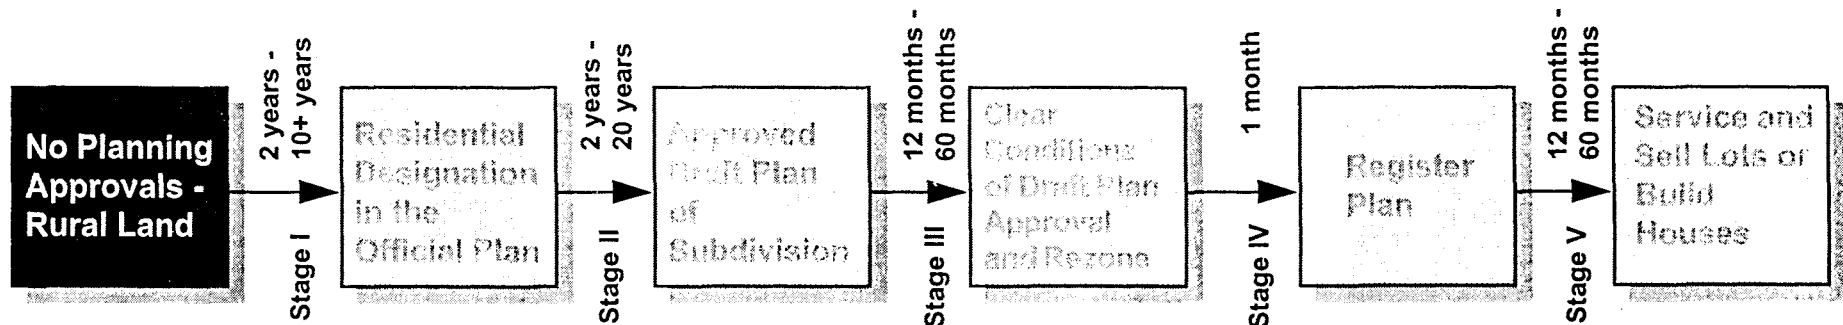 No Planning
Approvals -
Rural Land
2 years -
10+ years
Stage I
Residential
Designation
in the
Official Plan
2 years -
20 years
Stage II
Approved
Draft Plan
of
Subdivision
12 months -
60 months
Stage III
Clear
Conditions
of Draft Plan
Approval
and Rezone
1 month
Stage IV
Register
Plan
12 months -
60 months
Stage V
Service and
Sell Lots or
Build
Houses